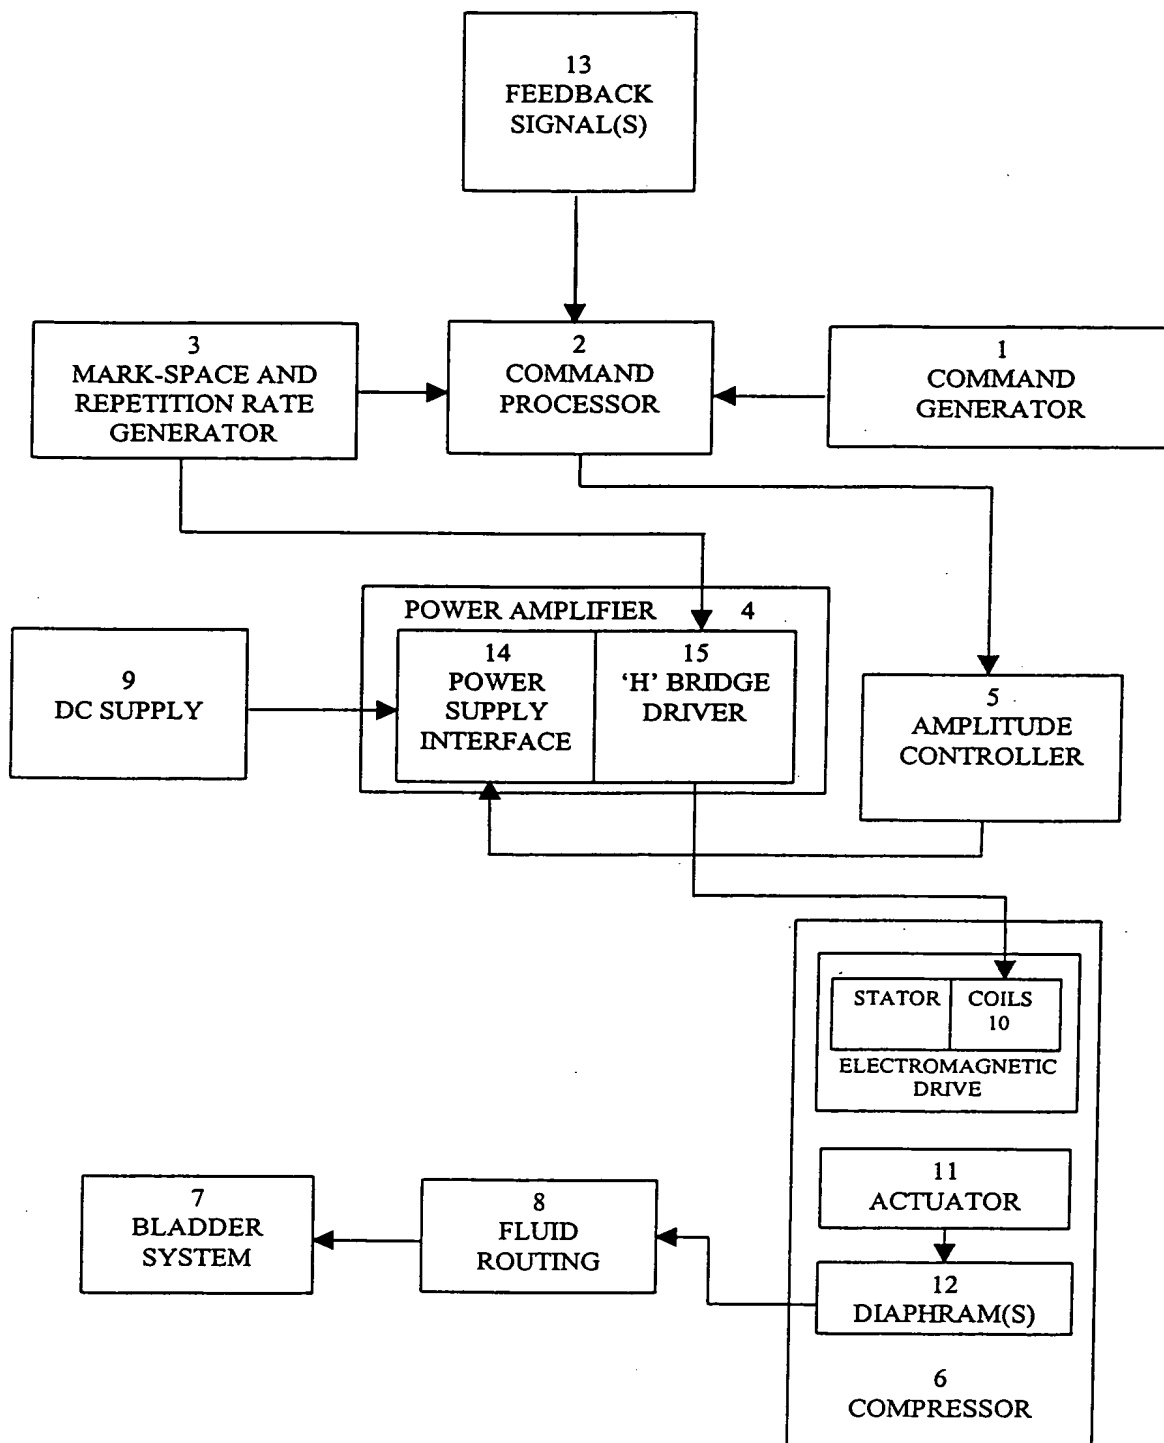 13
FEEDBACK
SIGNAL(S)
3
MARK-SPACE AND
REPETITION RATE
GENERATOR
2
COMMAND
PROCESSOR
1
COMMAND
GENERATOR
POWER AMPLIFIER 4
9
DC SUPPLY
14
POWER
SUPPLY
INTERFACE
15
‘H’ BRIDGE
DRIVER
5
AMPLITUDE
CONTROLLER
STATOR
COILS
10
ELECTROMAGNETIC
DRIVE
11
ACTUATOR
7
BLADDER
SYSTEM
8
FLUID
ROUTING
12
DIAPHRAM(S)
6
COMPRESSOR